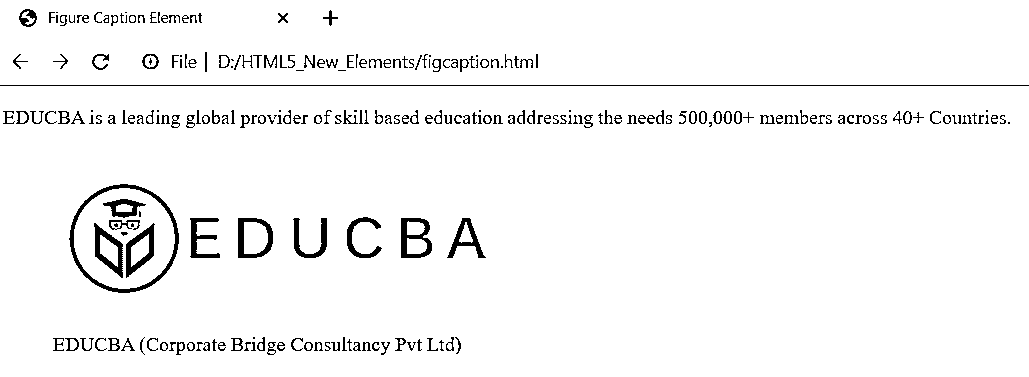 Figure Caption Element
File | D:/HTML5_New_Elements/figcaption.html
EDUCBA is a leading global provider of skill based education addressing the needs 500,000+ members across 40+ Countries.
EDUCBA
EDUCBA (Corporate Bridge Consultancy Pvt Ltd)